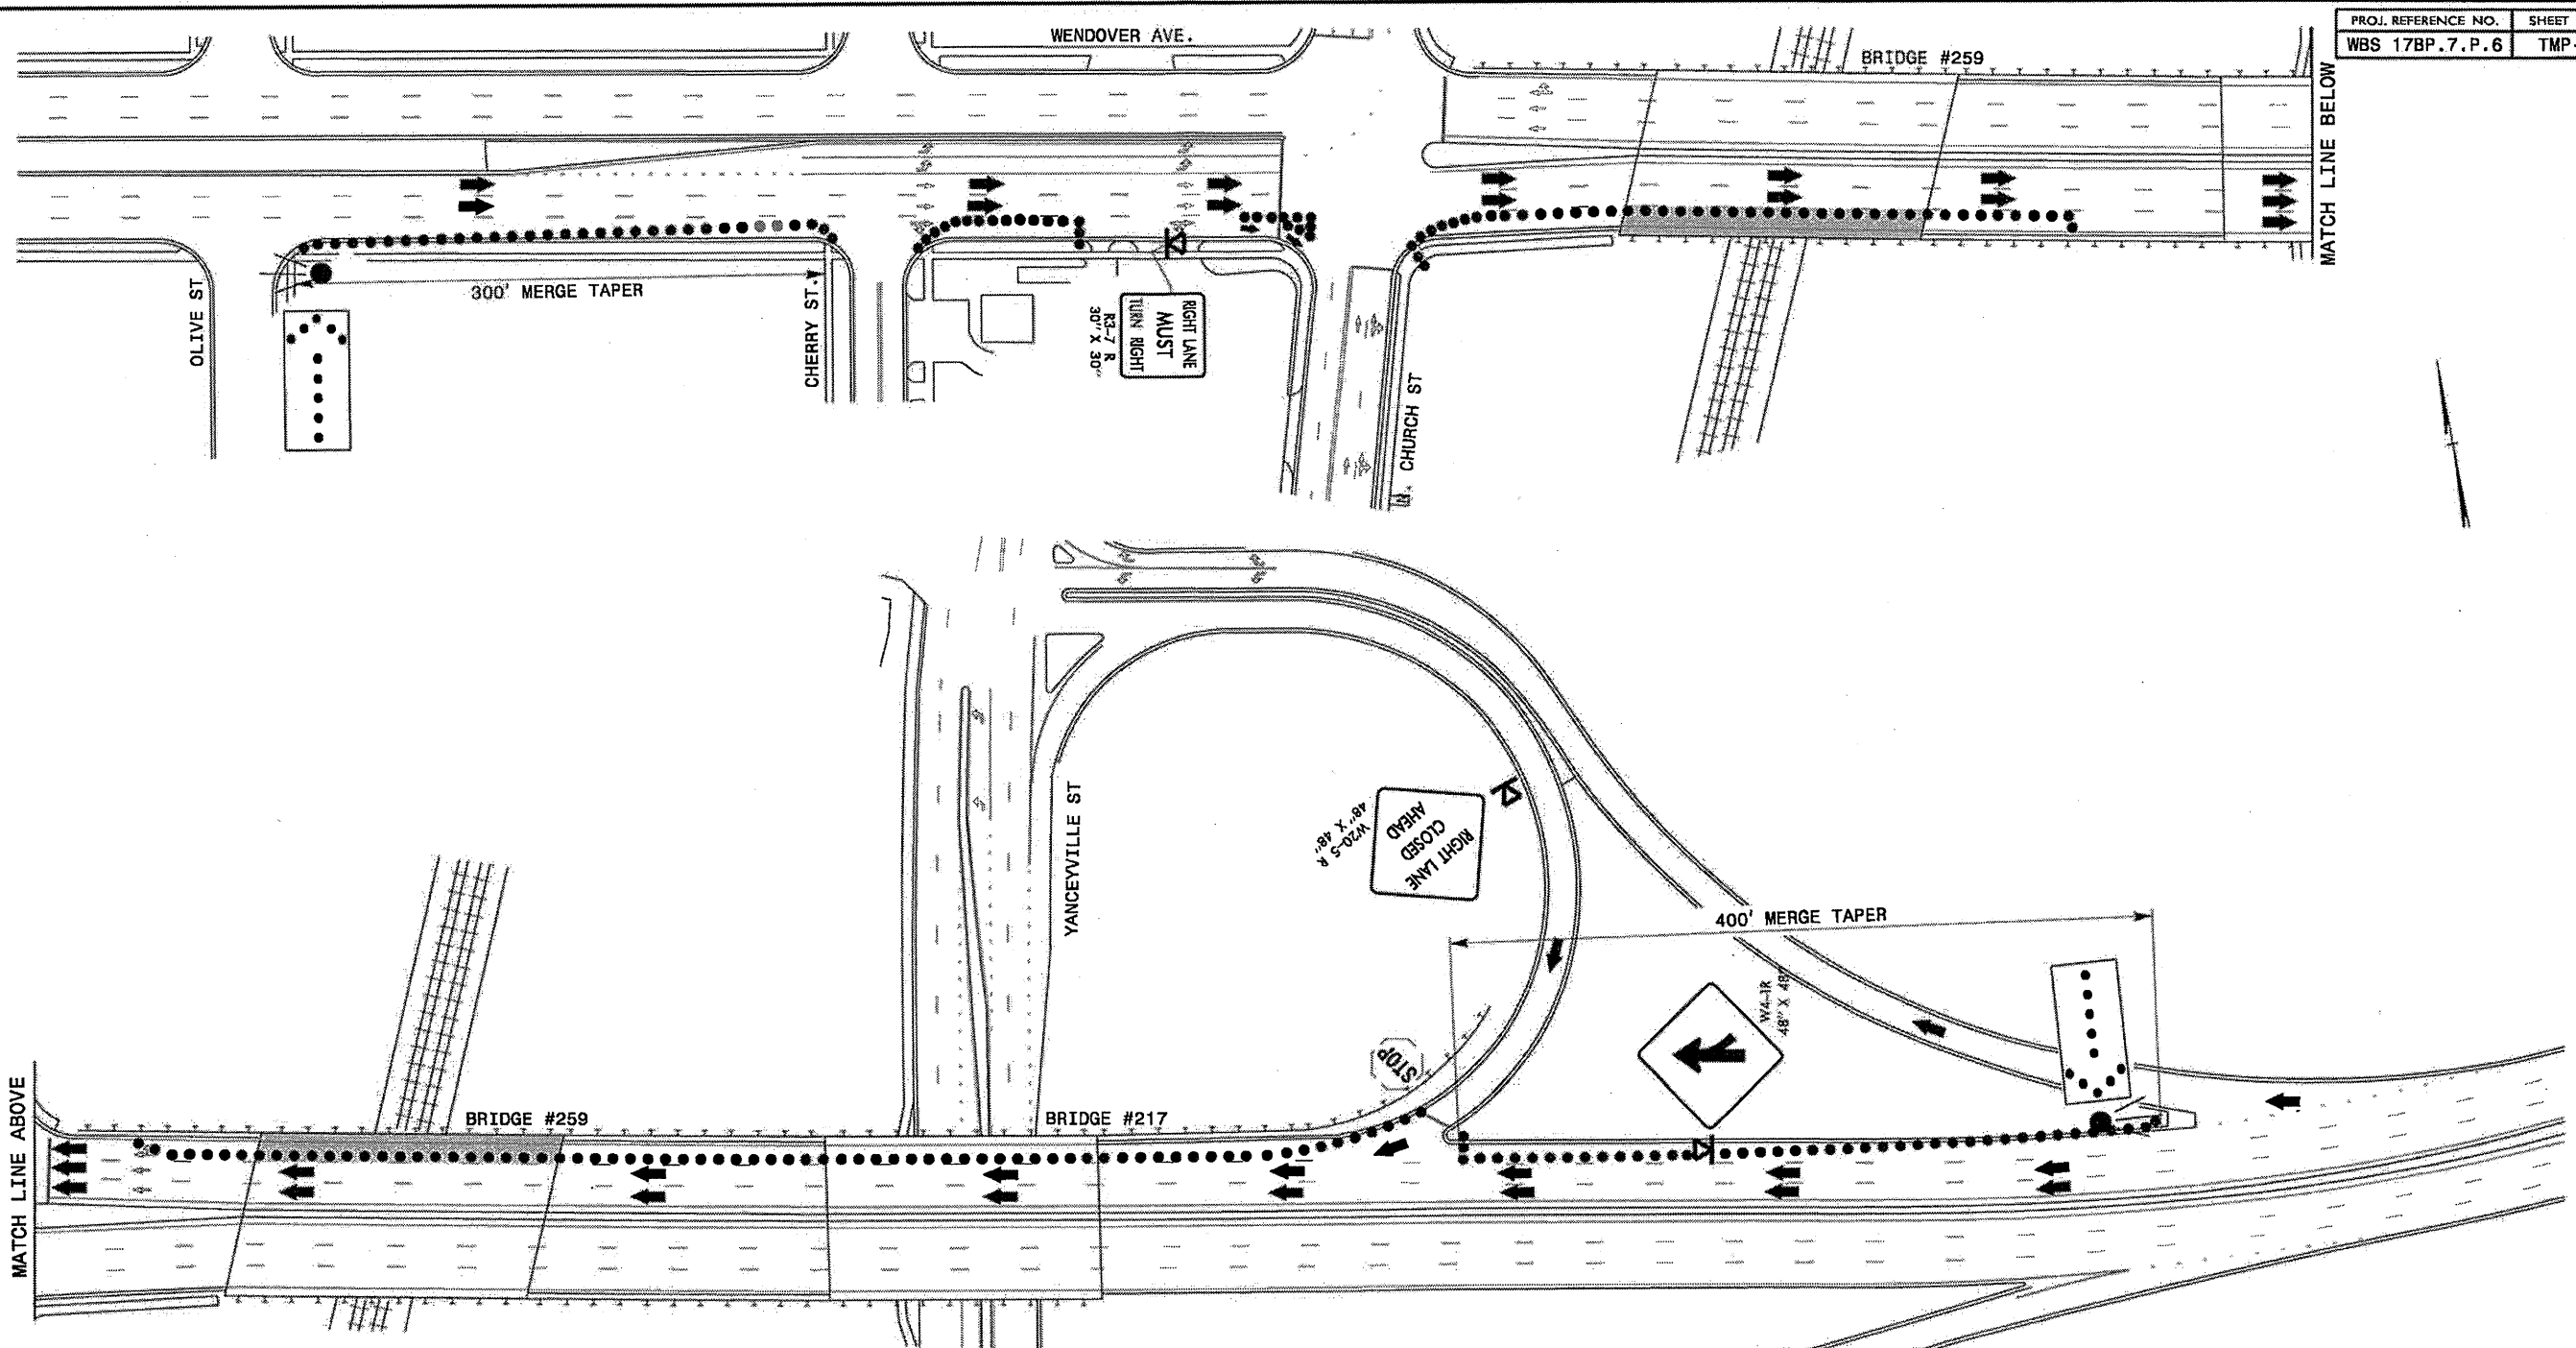 PROJ. REFERENCE NO.
SHEET
WBS 17BP.7.P.6
TMP-
WENDOVER AVE.
BRIDGE #259
MATCH LINE BELOW
OLIVE ST
300' MERGE TAPER
CHERRY ST.
RIGHT LANE
MUST
TURN RIGHT
R3-7 R
30" X 30"
N. CHURCH ST
YANCEYVILLE ST
RIGHT LANE
CLOSED
AHEAD
W20-5 R
48" X 48"
400' MERGE TAPER
W4-1R
48" X 48"
STOP
MATCH LINE ABOVE
BRIDGE #259
BRIDGE #217